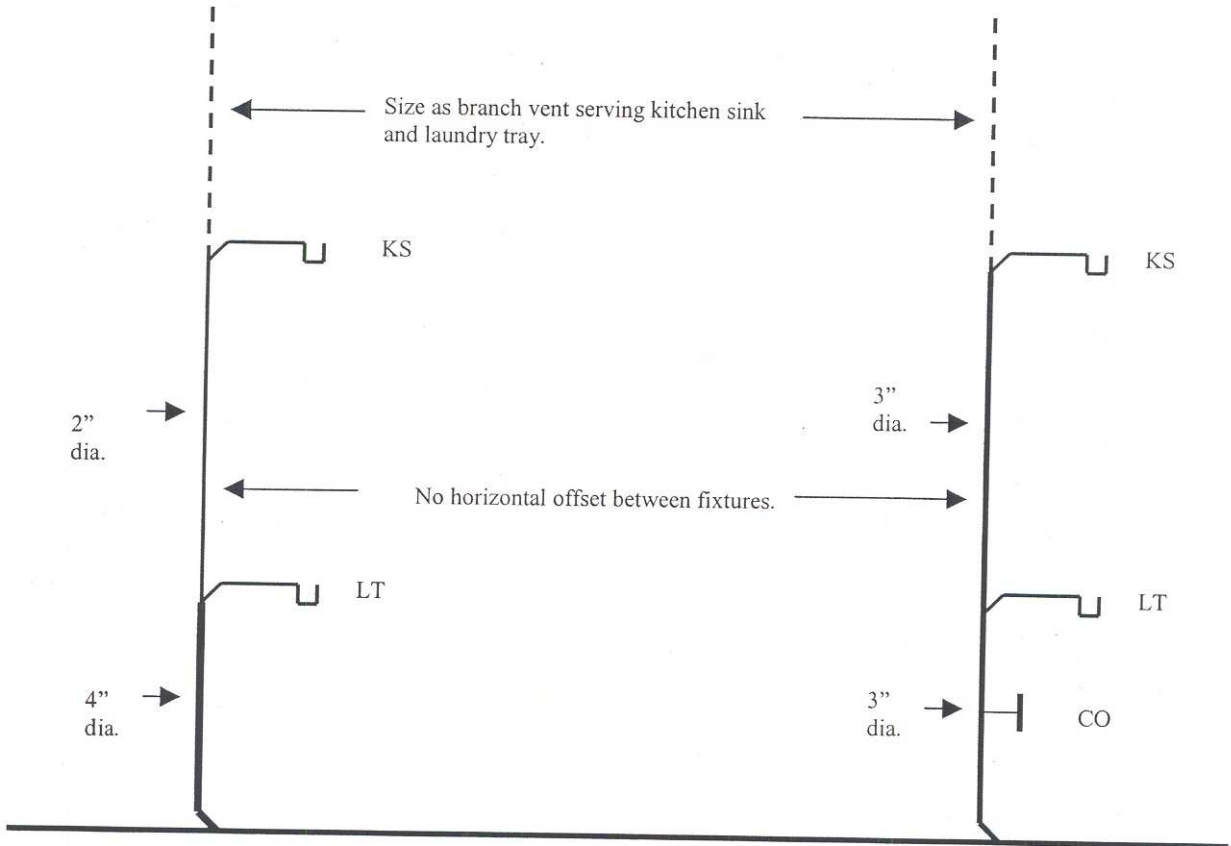 Size as branch vent serving kitchen sink
and laundry tray.
KS
KS
2”
dia.
3”
dia.
No horizontal offset between fixtures.
LT
LT
4”
dia.
3”
dia.
CO